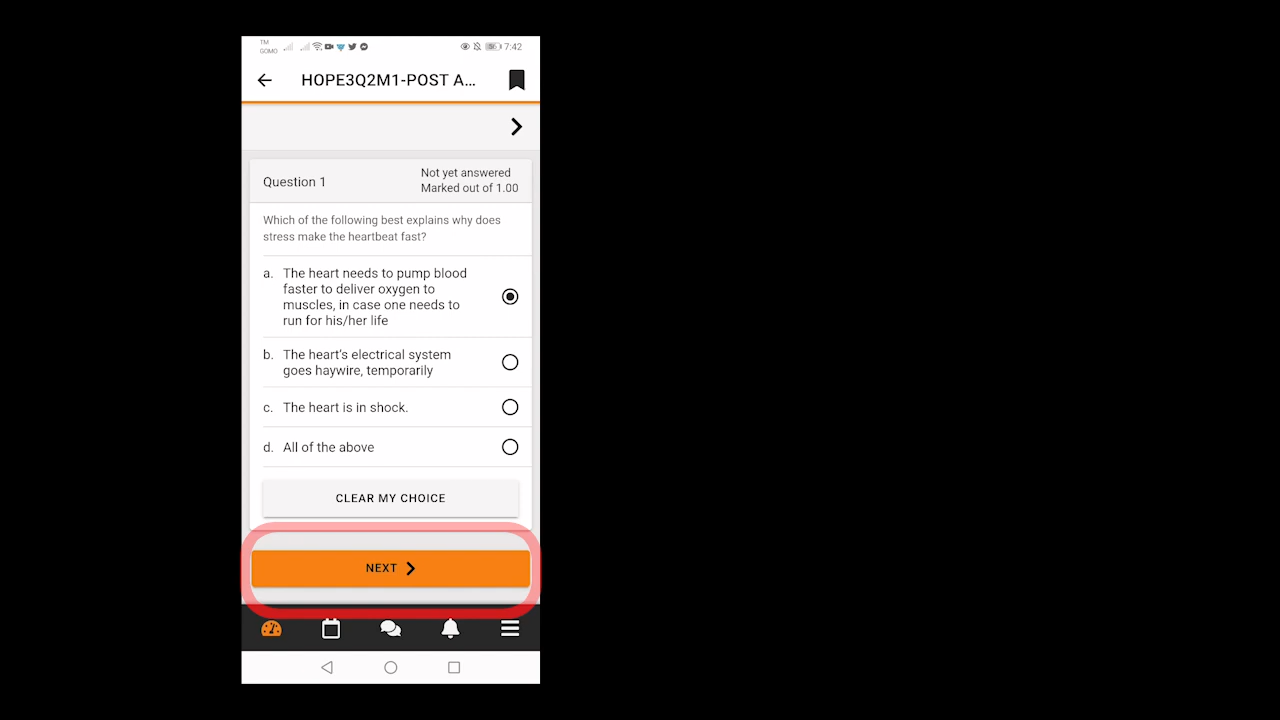 TM
GOMO
7:42
HOPE3Q2M1-POST A...
Question 1
Not yet answered
Marked out of 1.00
Which of the following best explains why does
stress make the heartbeat fast?
a. The heart needs to pump blood
faster to deliver oxygen to
muscles, in case one needs to
run for his/her life
b. The heart's electrical system
goes haywire, temporarily
c. The heart is in shock.
d. All of the above
CLEAR MY CHOICE
NEXT